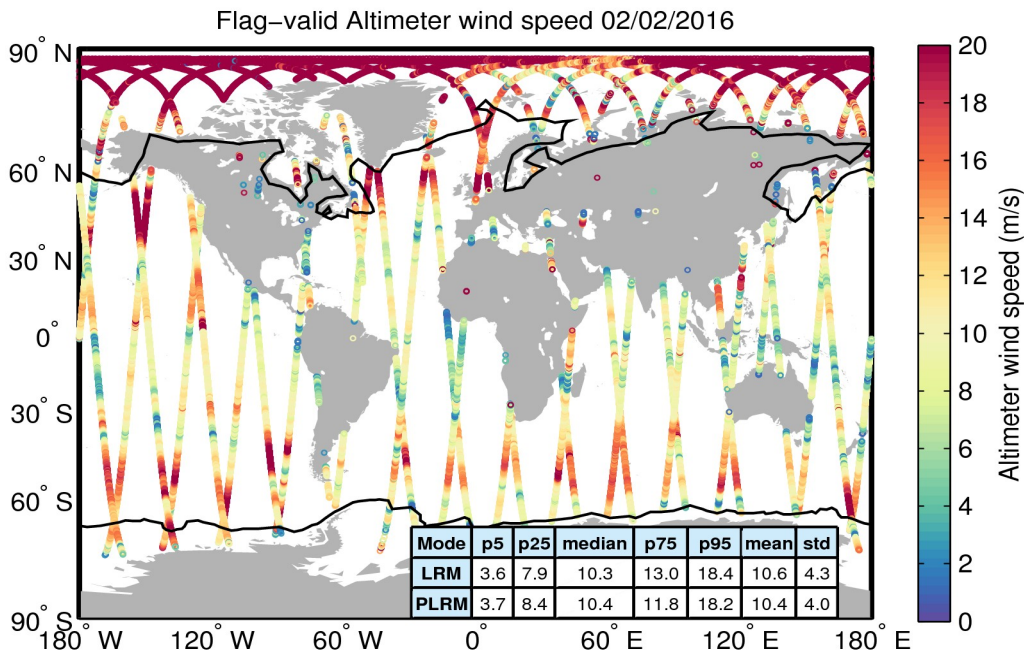 Flag−valid Altimeter wind speed 02/02/2016
90° N
60° N
30° N
0°
30° S
60° S
90° S
180° W
120° W
60° W
0°
60° E
120° E
180° E
Mode p5 p25 median p75 p95 mean std
LRM 3.6 7.9 10.3 13.0 18.4 10.6 4.3
PLRM 3.7 8.4 10.4 11.8 18.2 10.4 4.0
20
18
16
14
12
10
8
6
4
2
0
Altimeter wind speed (m/s)